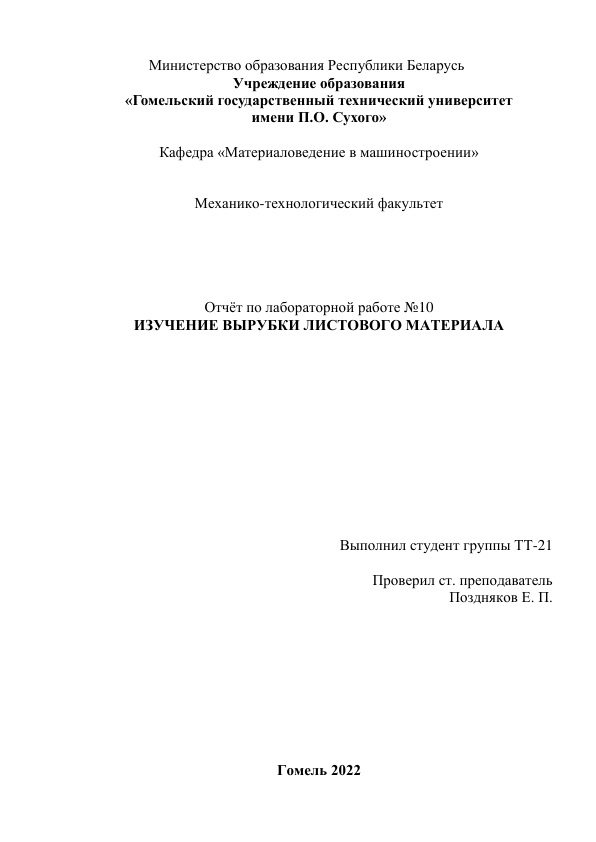 Министерство образования Республики Беларусь
Учреждение образования
«Гомельский государственный технический университет
имени П.О. Сухого»
Кафедра «Материаловедение в машиностроении»
Механико-технологический факультет
Отчёт по лабораторной работе №10
ИЗУЧЕНИЕ ВЫРУБКИ ЛИСТОВОГО МАТЕРИАЛА
Выполнил студент группы ТТ-21
Проверил ст. преподаватель
Поздняков Е. П.
Гомель 2022